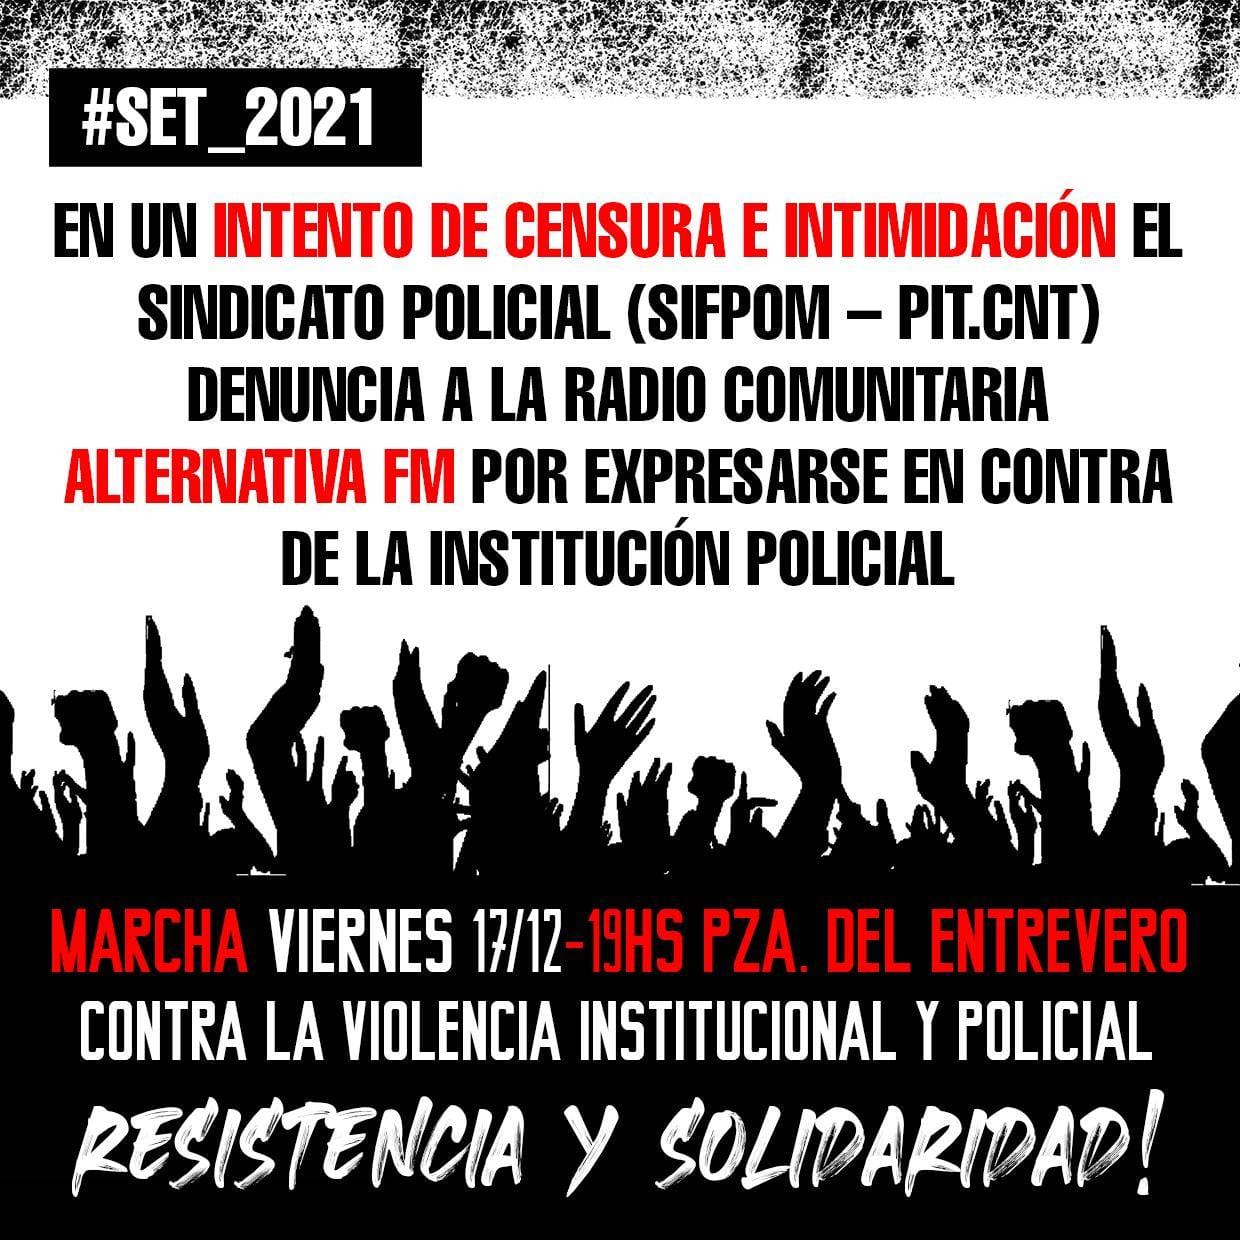 #SET_2021
EN UN INTENTO DE CENSURA E INTIMIDACIÓN EL
SINDICATO POLICIAL (SIFPOM – PIT.CNT)
DENUNCIA A LA RADIO COMUNITARIA
ALTERNATIVA FM POR EXPRESARSE EN CONTRA
DE LA INSTITUCIÓN POLICIAL
MARCHA VIERNES 17/12-19HS PZA. DEL ENTREVERO
CONTRA LA VIOLENCIA INSTITUCIONAL Y POLICIAL
RESISTENCIA Y SOLIDARIDAD!